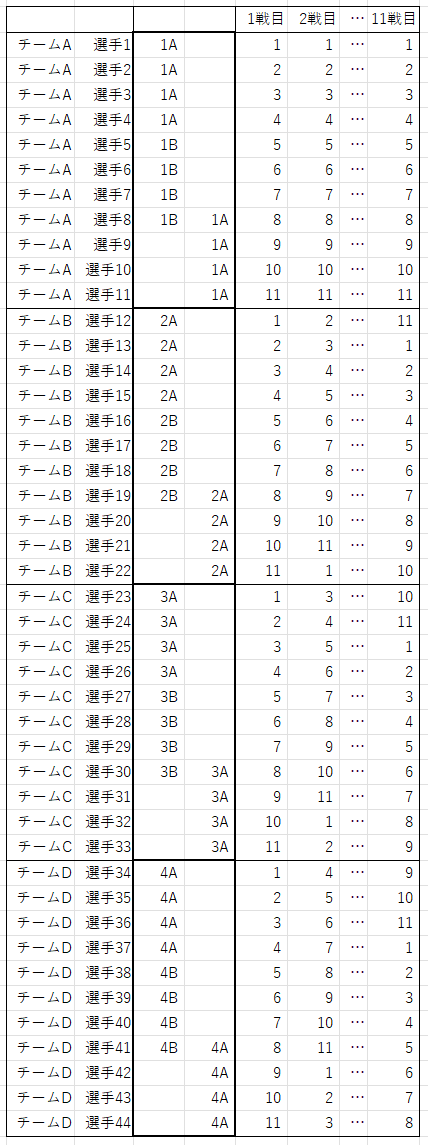 1戦目 2戦目 … 11戦目
チームA 選手1 1A 1 1 … 1
チームA 選手2 1A 2 2 … 2
チームA 選手3 1A 3 3 … 3
チームA 選手4 1A 4 4 … 4
チームA 選手5 1B 5 5 … 5
チームA 選手6 1B 6 6 … 6
チームA 選手7 1B 7 7 … 7
チームA 選手8 1B 1A 8 8 … 8
チームA 選手9 1A 9 9 … 9
チームA 選手10 1A 10 10 … 10
チームA 選手11 1A 11 11 … 11
チームB 選手12 2A 1 2 … 11
チームB 選手13 2A 2 3 … 1
チームB 選手14 2A 3 4 … 2
チームB 選手15 2A 4 5 … 3
チームB 選手16 2B 5 6 … 4
チームB 選手17 2B 6 7 … 5
チームB 選手18 2B 7 8 … 6
チームB 選手19 2B 2A 8 9 … 7
チームB 選手20 2A 9 10 … 8
チームB 選手21 2A 10 11 … 9
チームB 選手22 2A 11 1 … 10
チームC 選手23 3A 1 3 … 10
チームC 選手24 3A 2 4 … 11
チームC 選手25 3A 3 5 … 1
チームC 選手26 3A 4 6 … 2
チームC 選手27 3B 5 7 … 3
チームC 選手28 3B 6 8 … 4
チームC 選手29 3B 7 9 … 5
チームC 選手30 3B 3A 8 10 … 6
チームC 選手31 3A 9 11 … 7
チームC 選手32 3A 10 1 … 8
チームC 選手33 3A 11 2 … 9
チームD 選手34 4A 1 4 … 9
チームD 選手35 4A 2 5 … 10
チームD 選手36 4A 3 6 … 11
チームD 選手37 4A 4 7 … 1
チームD 選手38 4B 5 8 … 2
チームD 選手39 4B 6 9 … 3
チームD 選手40 4B 7 10 … 4
チームD 選手41 4B 4A 8 11 … 5
チームD 選手42 4A 9 1 … 6
チームD 選手43 4A 10 2 … 7
チームD 選手44 4A 11 3 … 8